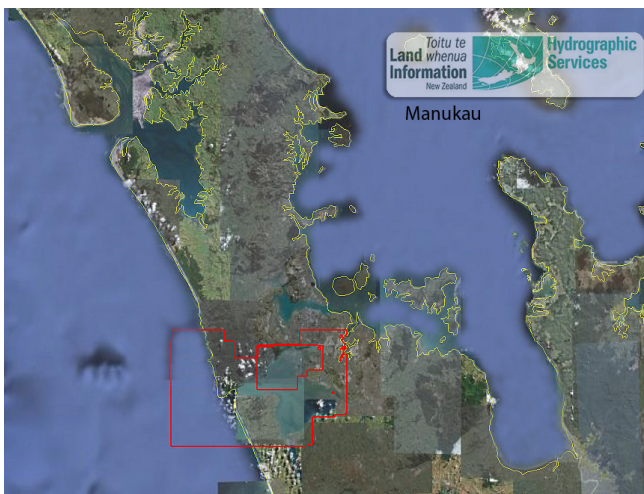 Toitu te
Land whenua
Information
New Zealand
Hydrographic
Services
Manukau